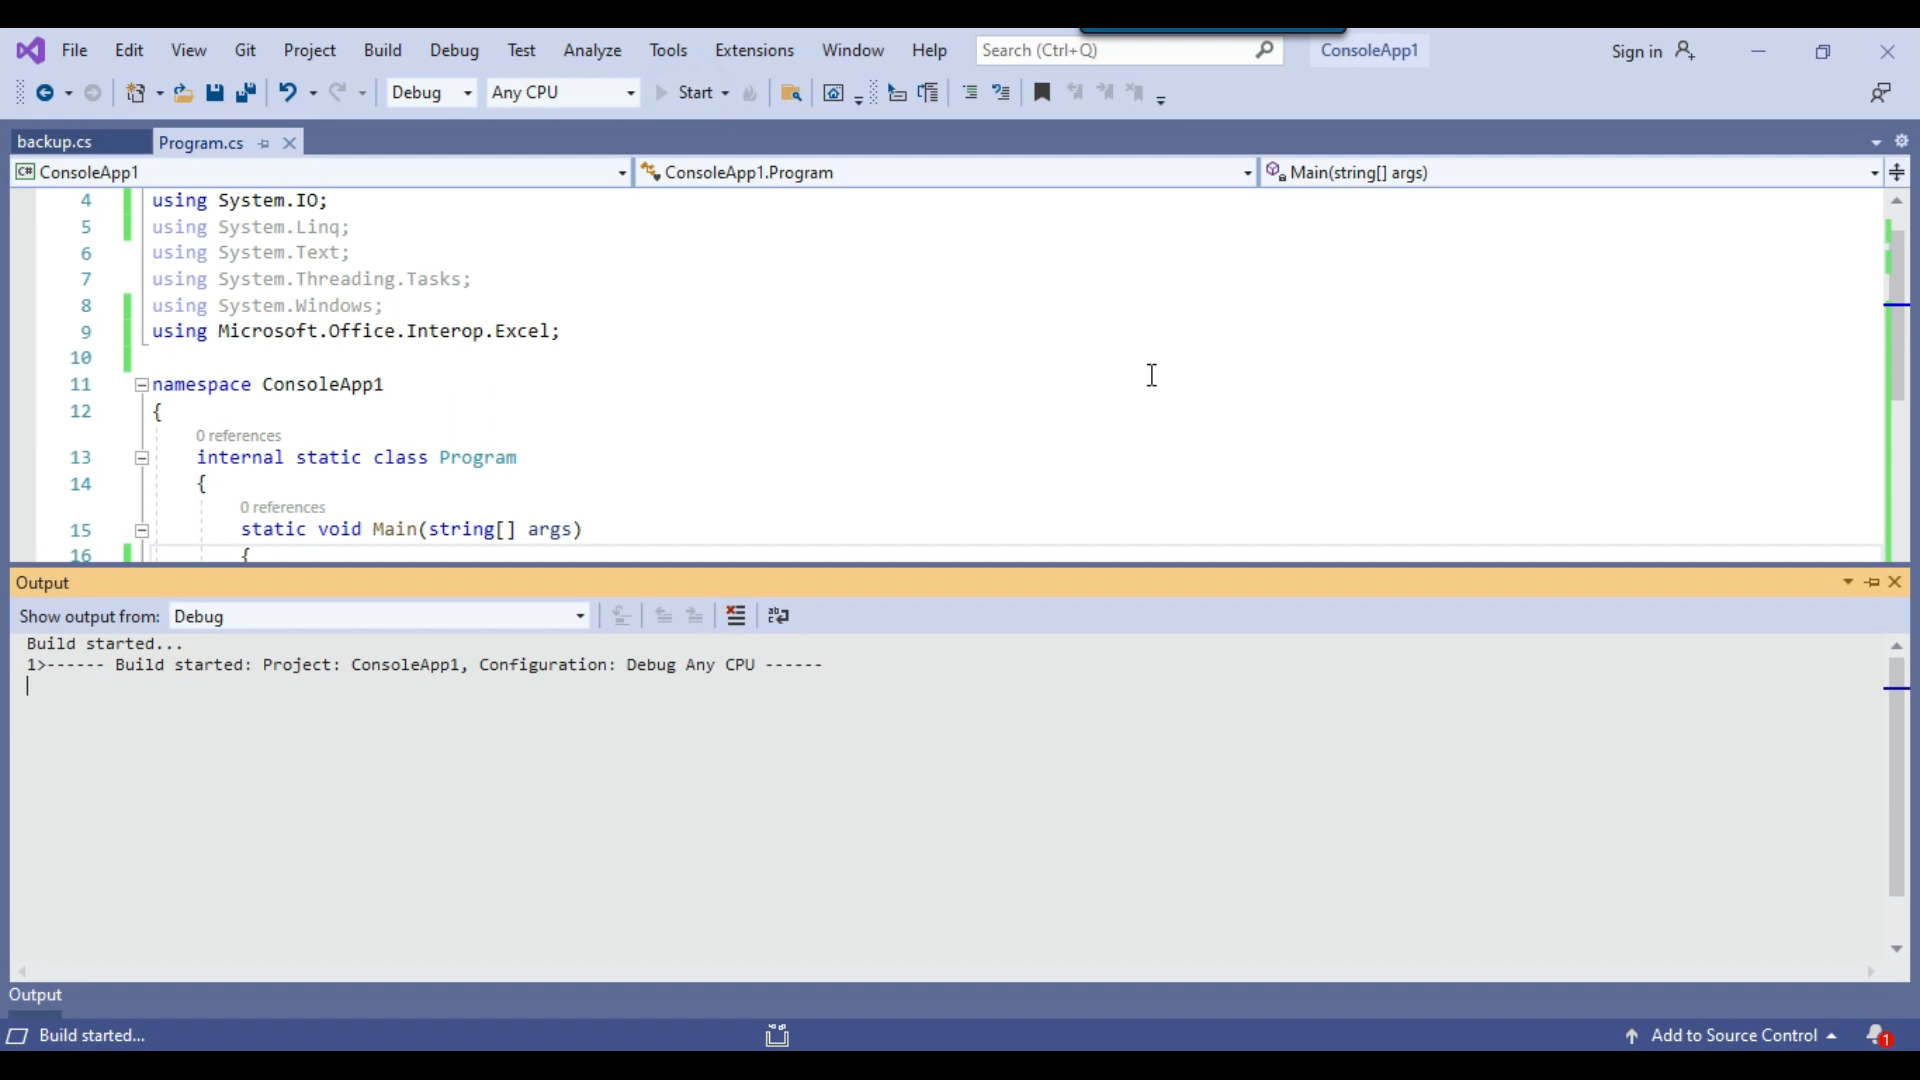 File Edit View Git Project Build Debug Test Analyze Tools Extensions Window Help Search (Ctrl+Q) ConsoleApp1 Sign in
Debug Any CPU Start
backup.cs Program.cs
C# ConsoleApp1 ConsoleApp1.Program Main(string[] args)
4 using System.IO;
5 using System.Linq;
6 using System.Text;
7 using System.Threading.Tasks;
8 using System.Windows;
9 using Microsoft.Office.Interop.Excel;
10
11 namespace ConsoleApp1
12 {
0 references
13 internal static class Program
14 {
0 references
15 static void Main(string[] args)
16 {
Output
Show output from: Debug
Build started...
1>------ Build started: Project: ConsoleApp1, Configuration: Debug Any CPU ------
Output
Build started... Add to Source Control 1